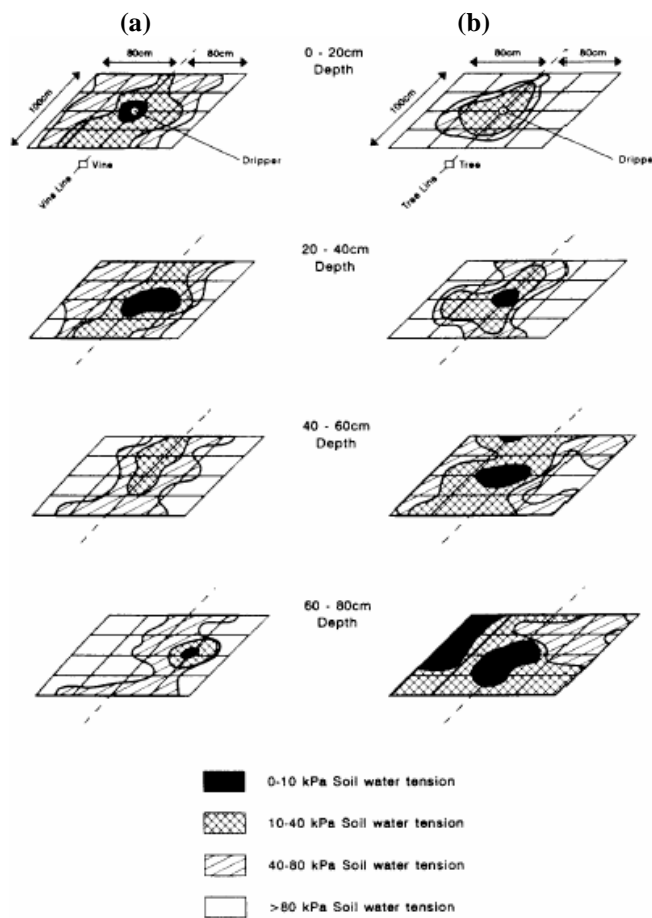 (a) (b)
80cm 80cm 0 - 20cm 80cm 80cm
Depth
100cm 100cm
Dripper Dripper
Vine Tree
Vine Line Tree Line
20 - 40cm
Depth
40 - 60cm
Depth
60 - 80cm
Depth
0-10 kPa Soil water tension
10-40 kPa Soil water tension
40-80 kPa Soil water tension
>80 kPa Soil water tension